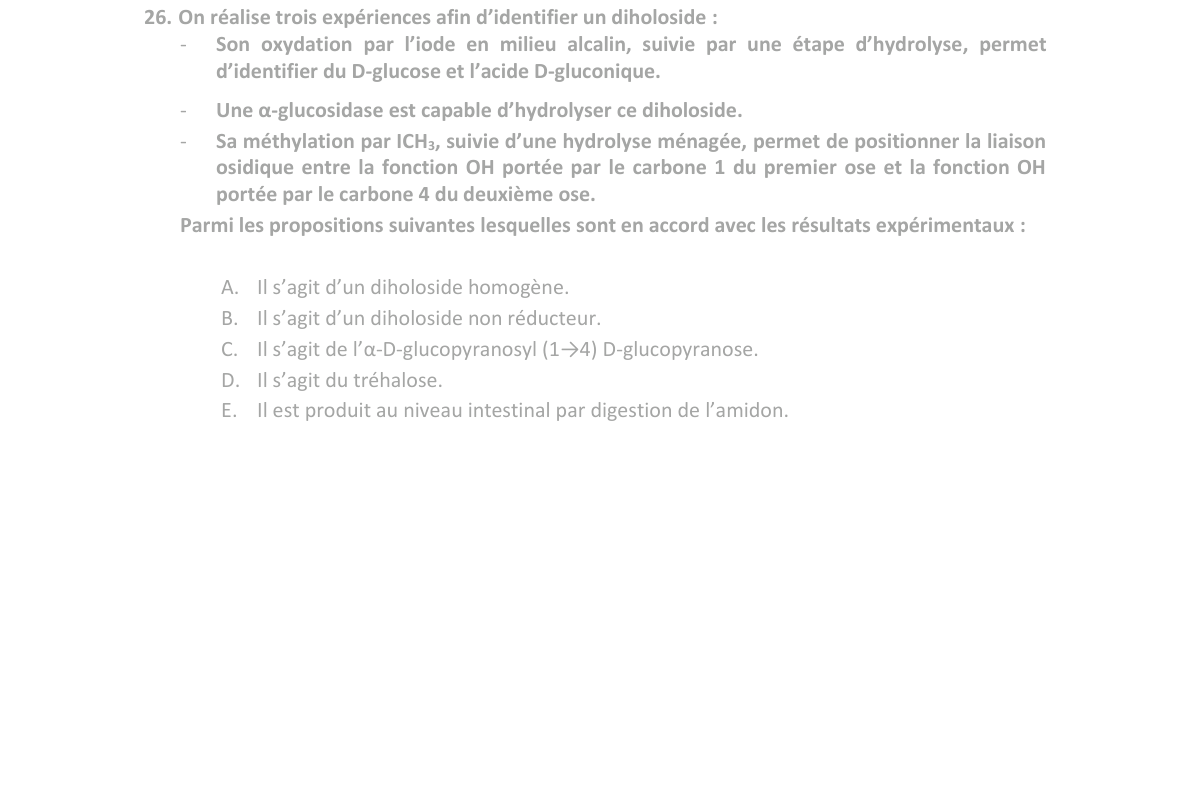 26. On réalise trois expériences afin d’identifier un diholoside :
- Son oxydation par l’iode en milieu alcalin, suivie par une étape d’hydrolyse, permet
d’identifier du D-glucose et l’acide D-gluconique.
- Une α-glucosidase est capable d’hydrolyser ce diholoside.
- Sa méthylation par ICH₃, suivie d’une hydrolyse ménagée, permet de positionner la liaison
osidique entre la fonction OH portée par le carbone 1 du premier ose et la fonction OH
portée par le carbone 4 du deuxième ose.
Parmi les propositions suivantes lesquelles sont en accord avec les résultats expérimentaux :
A. Il s’agit d’un diholoside homogène.
B. Il s’agit d’un diholoside non réducteur.
C. Il s’agit de l’α-D-glucopyranosyl (1→4) D-glucopyranose.
D. Il s’agit du tréhalose.
E. Il est produit au niveau intestinal par digestion de l’amidon.